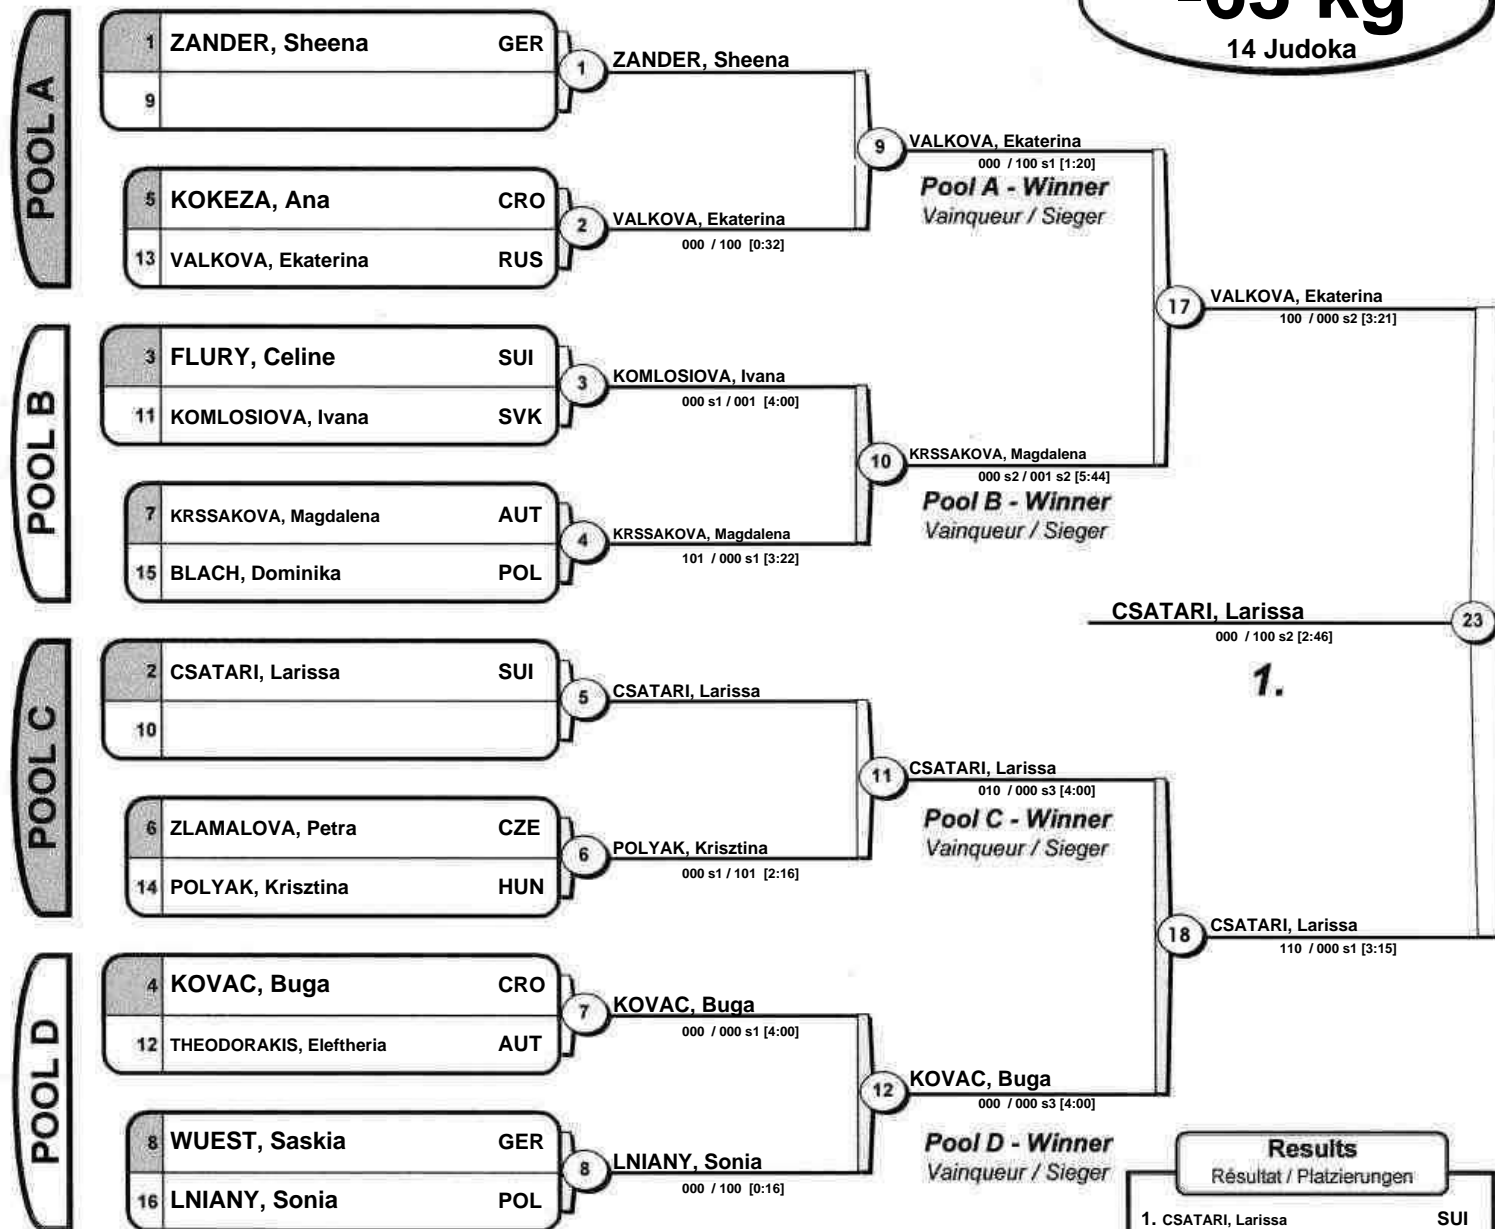 -63 kg
14 Judoka
POOL A
1 ZANDER, Sheena GER
9
1 ZANDER, Sheena
5 KOKEZA, Ana CRO
13 VALKOVA, Ekaterina RUS
2 VALKOVA, Ekaterina
000 / 100 [0:32]
9 VALKOVA, Ekaterina
000 / 100 s1 [1:20]
Pool A - Winner
Vainqueur / Sieger
POOL B
3 FLURY, Celine SUI
11 KOMLOSIOVA, Ivana SVK
3 KOMLOSIOVA, Ivana
000 s1 / 001 [4:00]
7 KRSSAKOVA, Magdalena AUT
15 BLACH, Dominika POL
4 KRSSAKOVA, Magdalena
101 / 000 s1 [3:22]
10 KRSSAKOVA, Magdalena
000 s2 / 001 s2 [5:44]
Pool B - Winner
Vainqueur / Sieger
17 VALKOVA, Ekaterina
100 / 000 s2 [3:21]
CSATARI, Larissa 23
000 / 100 s2 [2:46]
1.
POOL C
2 CSATARI, Larissa SUI
10
5 CSATARI, Larissa
6 ZLAMALOVA, Petra CZE
14 POLYAK, Krisztina HUN
6 POLYAK, Krisztina
000 s1 / 101 [2:16]
11 CSATARI, Larissa
010 / 000 s3 [4:00]
Pool C - Winner
Vainqueur / Sieger
POOL D
4 KOVAC, Buga CRO
12 THEODORAKIS, Eleftheria AUT
7 KOVAC, Buga
000 / 000 s1 [4:00]
8 WUEST, Saskia GER
16 LNIANY, Sonia POL
8 LNIANY, Sonia
000 / 100 [0:16]
12 KOVAC, Buga
000 / 000 s3 [4:00]
Pool D - Winner
Vainqueur / Sieger
18 CSATARI, Larissa
110 / 000 s1 [3:15]
Results
Résultat / Platzierungen
1. CSATARI, Larissa SUI